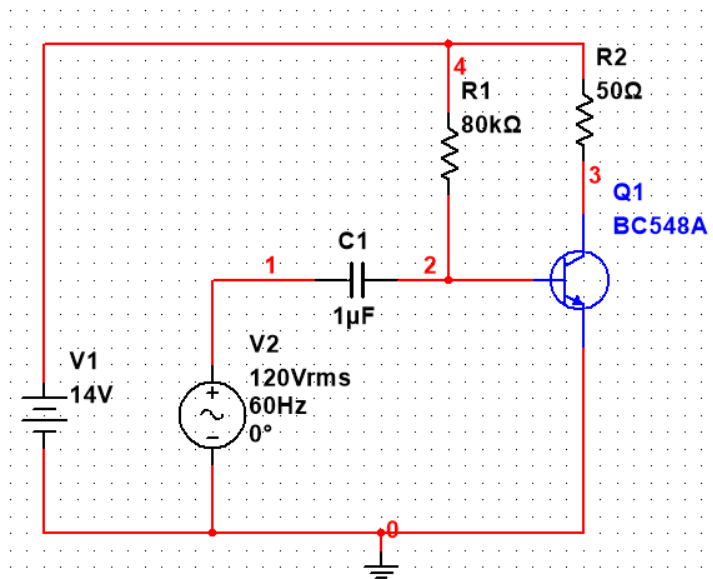 4
R1
80kΩ
R2
50Ω
3
Q1
BC548A
C1
1
2
1µF
V1
14V
V2
120Vrms
60Hz
0°
0